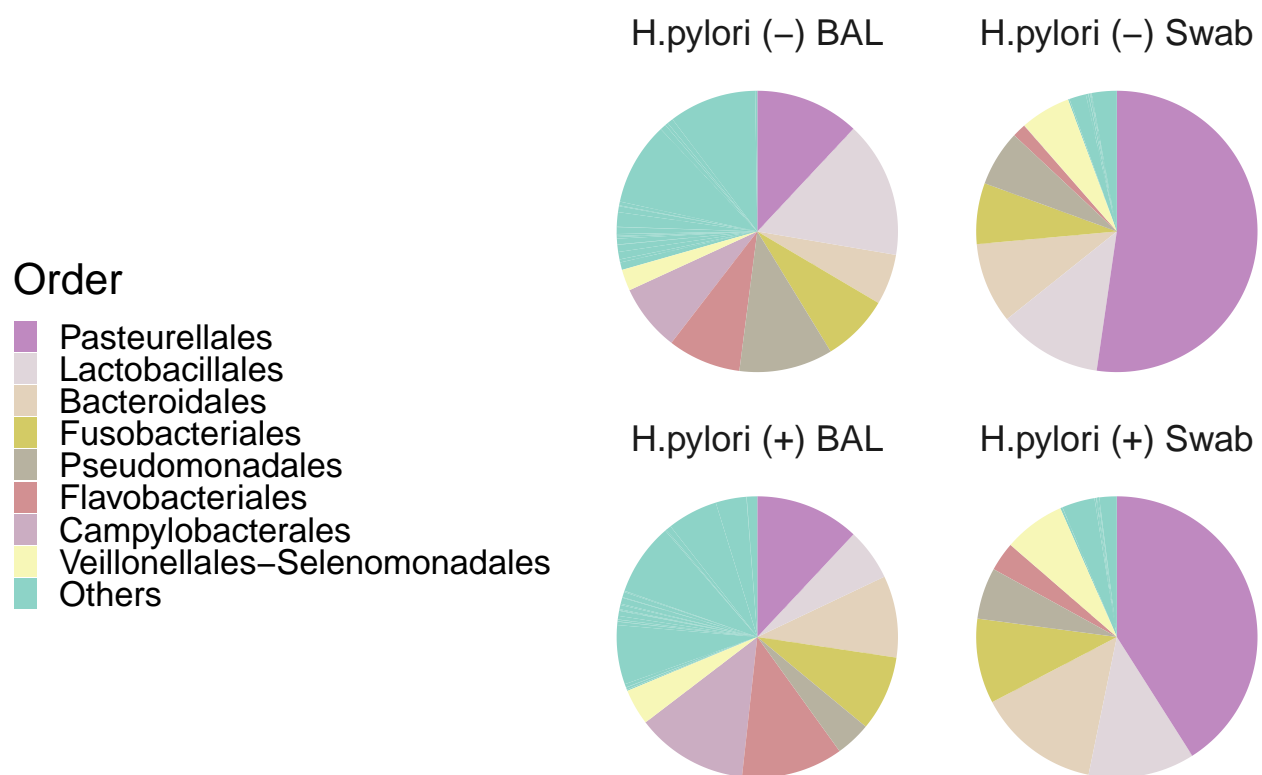 H.pylori (−) BAL
H.pylori (−) Swab
Order
Pasteurellales
Lactobacillales
Bacteroidales
Fusobacteriales
Pseudomonadales
Flavobacteriales
Campylobacterales
Veillonellales−Selenomonadales
Others
H.pylori (+) BAL
H.pylori (+) Swab